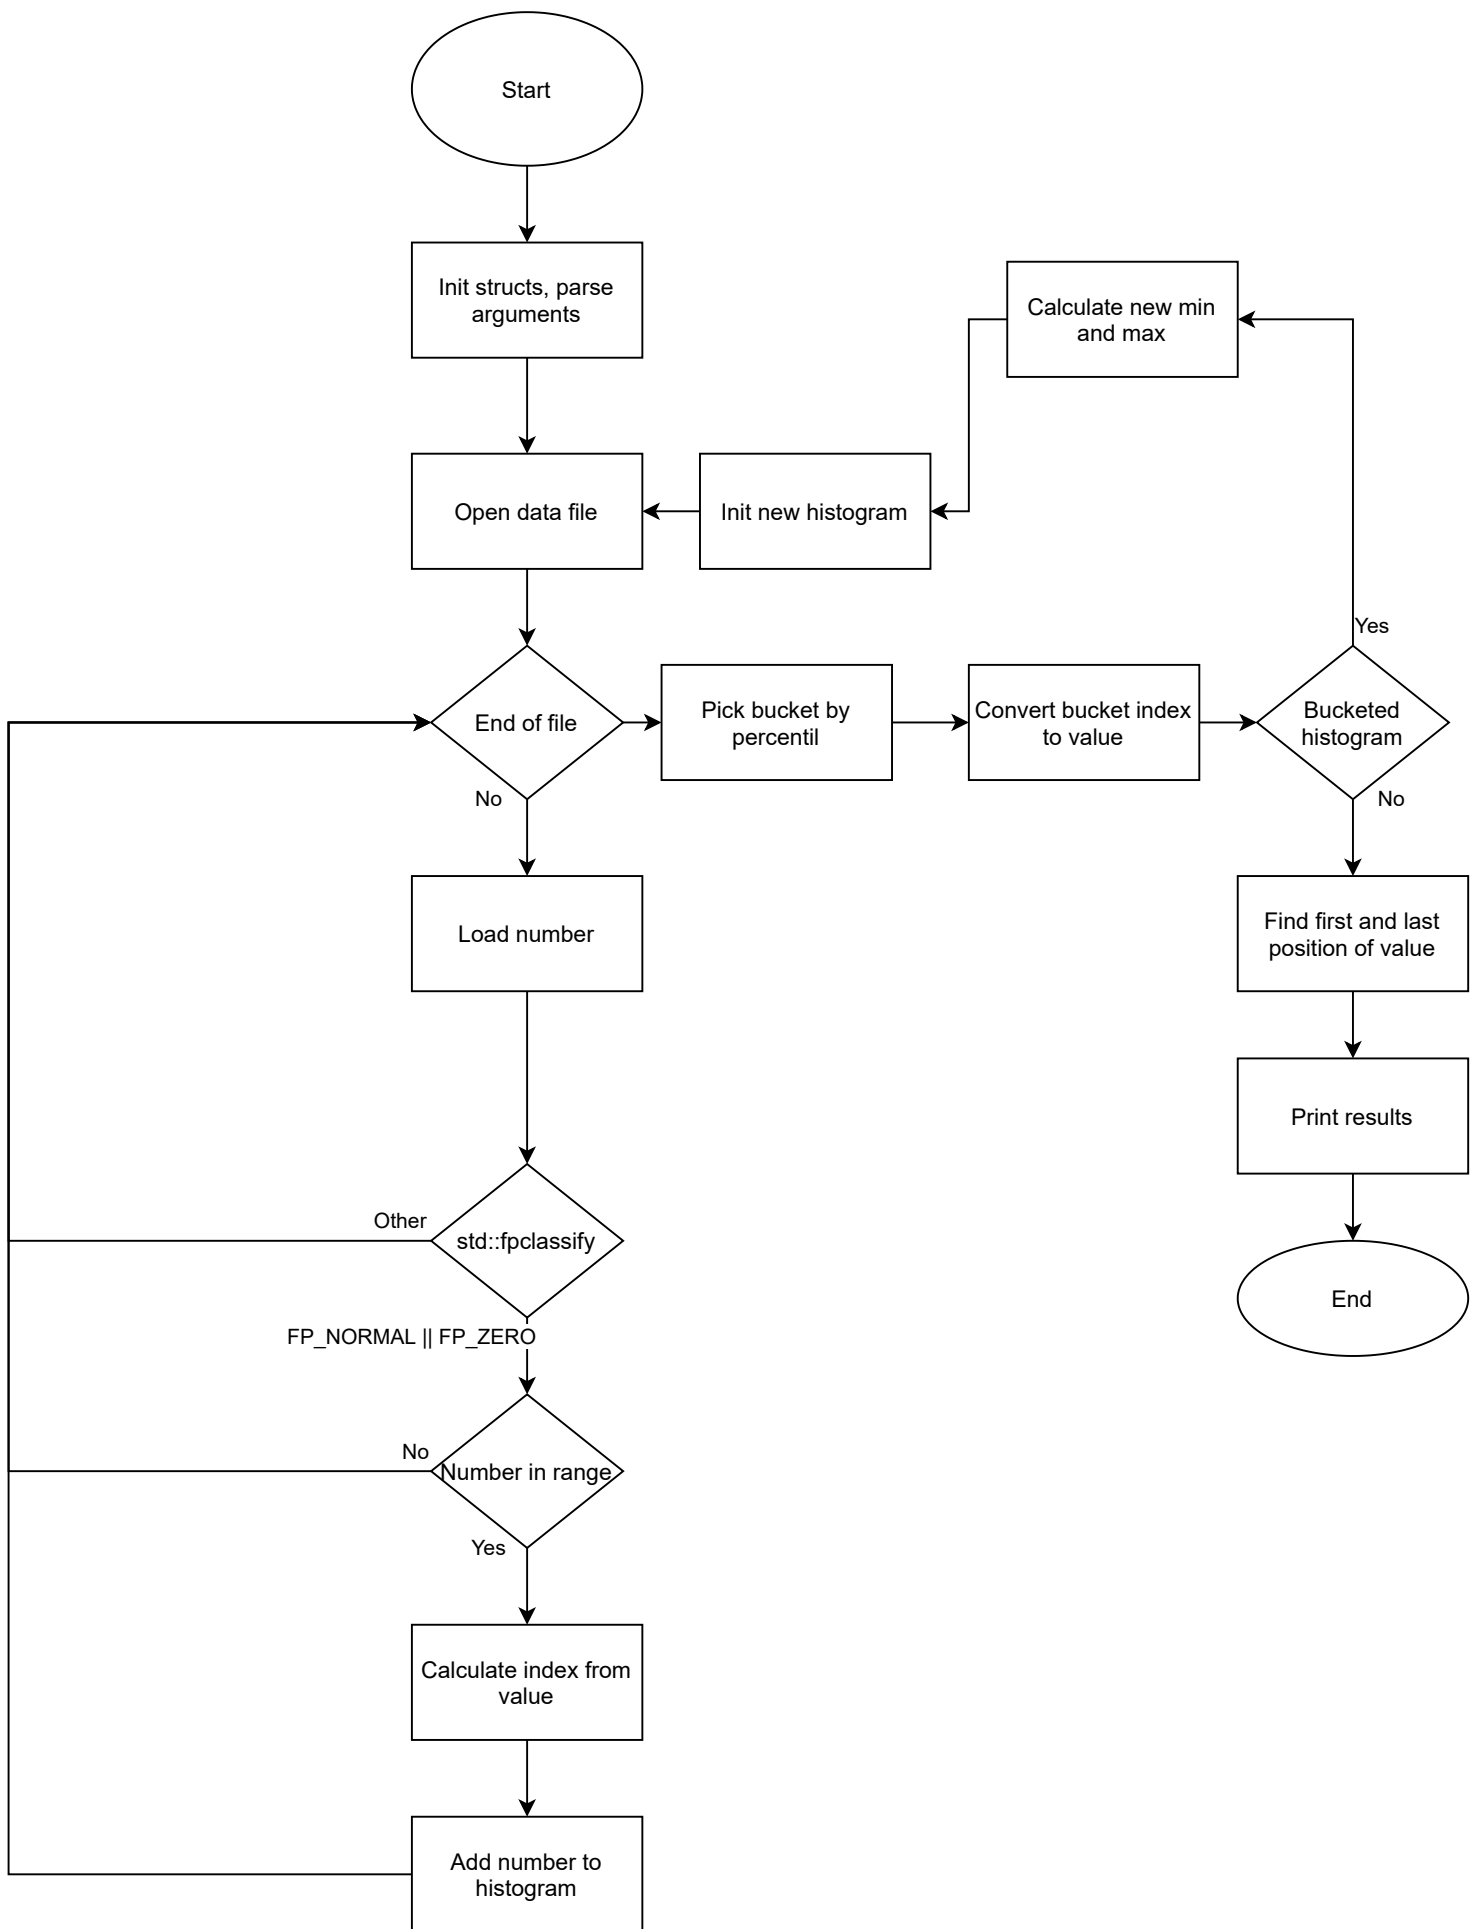 Start
Init structs, parse
arguments
Calculate new min
and max
Open data file
Init new histogram
Yes
End of file
Pick bucket by
percentil
Convert bucket index
to value
Bucketed
histogram
No
No
Load number
Find first and last
position of value
Print results
Other
std::fpclassify
End
FP_NORMAL || FP_ZERO
No
Number in range
Yes
Calculate index from
value
Add number to
histogram